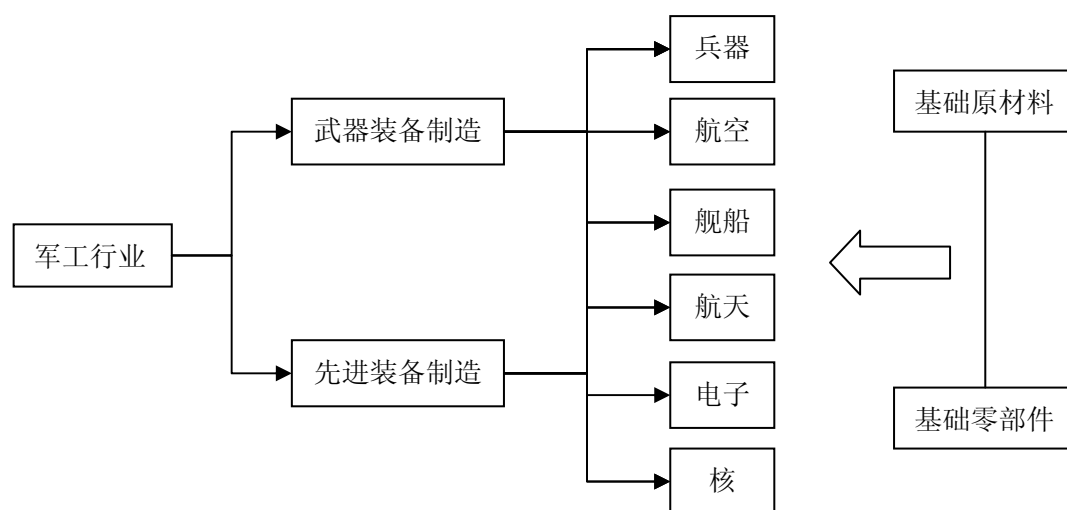 兵器
基础原材料
武器装备制造
航空
舰船
军工行业
航天
先进装备制造
电子
基础零部件
核